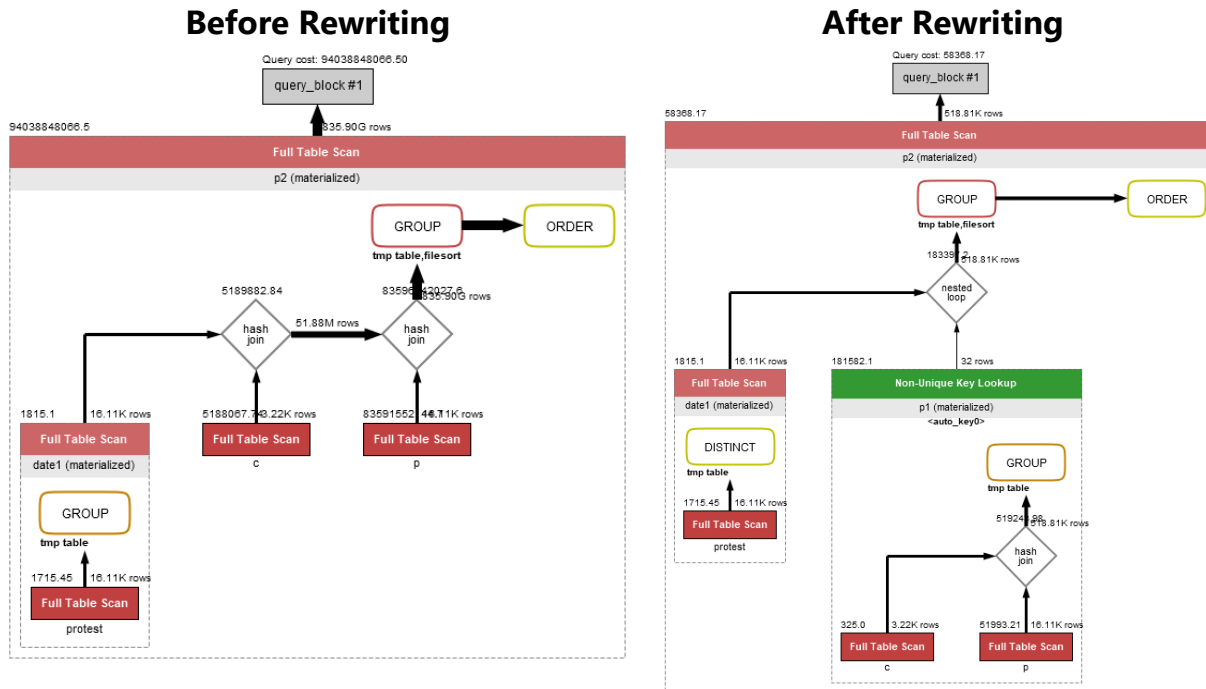 Before Rewriting
Query cost: 94038848066.50
query_block #1
94038848066.5
835.90G rows
Full Table Scan
p2 (materialized)
GROUP
ORDER
tmp table,filesort
5189882.84
835.90G rows
hash
join
51.88M rows
hash
join
1815.1
16.11K rows
3.22K rows
Full Table Scan
Full Table Scan
Full Table Scan
date1 (materialized)
c
p
GROUP
tmp table
1715.45
16.11K rows
Full Table Scan
protest
After Rewriting
Query cost: 58368.17
query_block #1
58368.17
518.81K rows
Full Table Scan
p2 (materialized)
GROUP
ORDER
tmp table,filesort
518.81K rows
nested
loop
1815.1
16.11K rows
181582.1
32 rows
Full Table Scan
Non-Unique Key Lookup
date1 (materialized)
p1 (materialized)
<auto_key0>
DISTINCT
GROUP
tmp table
tmp table
1715.45
16.11K rows
518.81K rows
Full Table Scan
protest
hash
join
325.0
3.22K rows
51993.21
16.11K rows
Full Table Scan
Full Table Scan
c
p